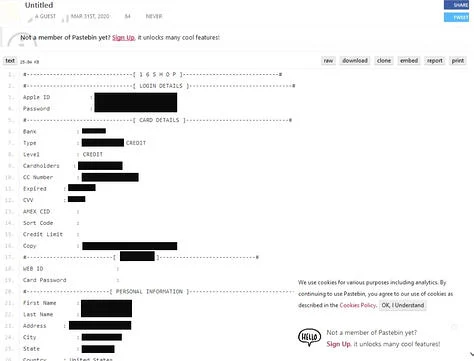 Untitled
A GUEST MAR 31ST, 2020 84 NEVER
SHARE
TWEET
Not a member of Pastebin yet? Sign Up, it unlocks many cool features!
text 25.84 KB raw download clone embed report print
1. #--------------------------------[ 1 6 S H O P ]-----------------------------#
2. #--------------------------------[ LOGIN DETAILS ]-------------------------------#
3. Apple ID :
4. Password :
5. #--------------------------------[ CARD DETAILS ]-------------------------------#
6. Bank :
7. Type : CREDIT
8. Level : CREDIT
9. Cardholders :
10. CC Number :
11. Expired :
12. CVV :
13. AMEX CID :
14. Sort Code :
15. Credit Limit :
16. Copy :
17. #---------------------------[ ]-----------------------------#
18. WEB ID :
19. Card Password :
20. #--------------------------[ PERSONAL INFORMATION ]---------------------------#
21. First Name :
22. Last Name :
23. Address :
24. City :
25. State :
Country : United States
We use cookies for various purposes including analytics. By
continuing to use Pastebin, you agree to our use of cookies as
described in the Cookies Policy. OK, I Understand
HELLO
Not a member of Pastebin yet?
Sign Up, it unlocks many cool features!